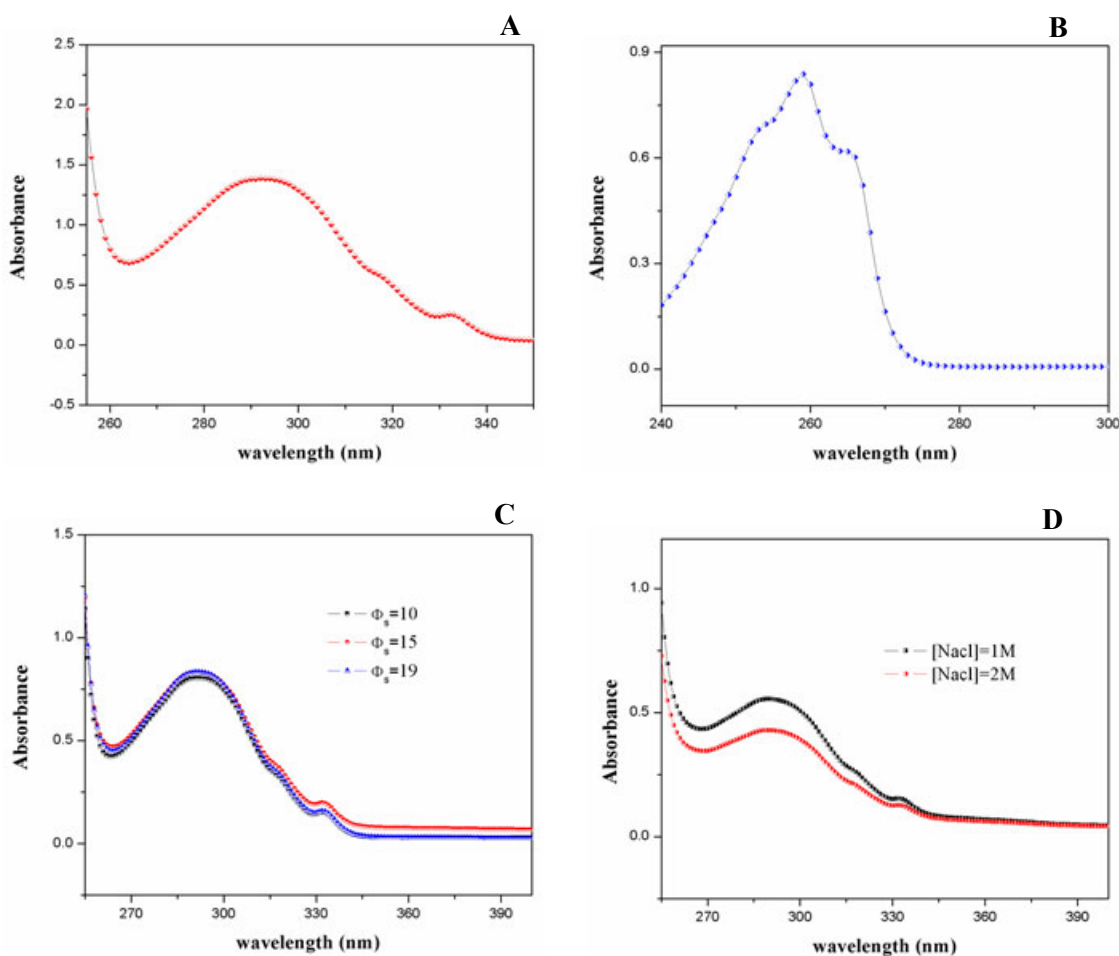 A
2.5
2.0
1.5
1.0
0.5
0.0
-0.5
Absorbance
260 280 300 320 340
wavelength (nm)
B
0.9
0.6
0.3
0.0
Absorbance
240 260 280 300
wavelength (nm)
C
1.5
1.0
0.5
0.0
Absorbance
Φs=10
Φs=15
Φs=19
270 300 330 360 390
wavelength (nm)
D
1.0
0.5
0.0
Absorbance
[NacI]=1M
[NacI]=2M
270 300 330 360 390
wavelength (nm)